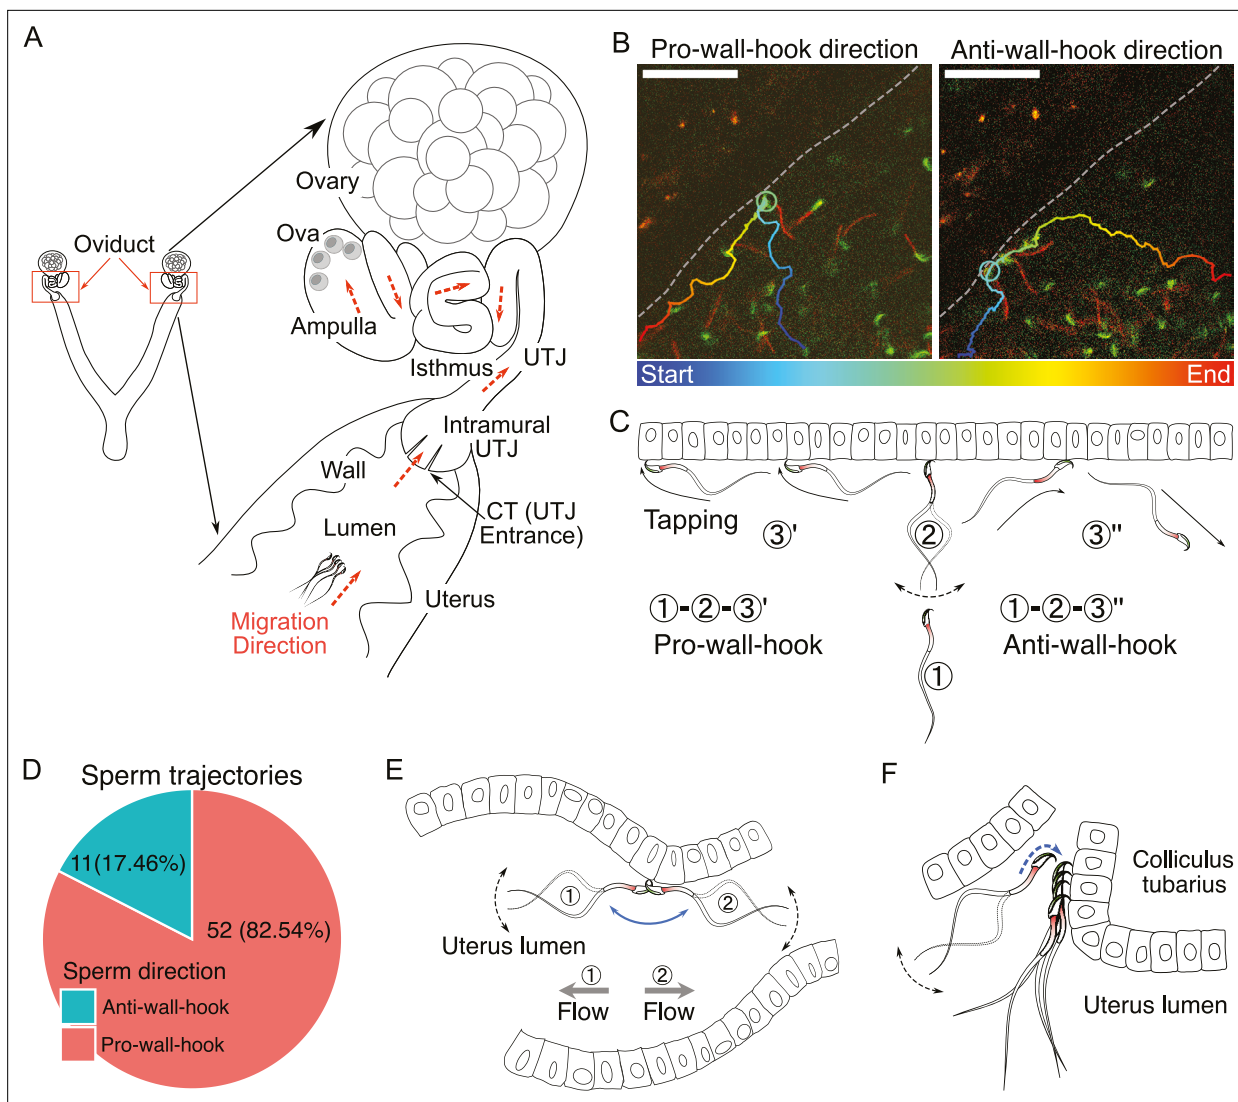 A
Oviduct
Ovary
Ova
Ampulla
Isthmus
UTJ
Intramural
UTJ
Wall
CT (UTJ
Entrance)
Lumen
Uterus
Migration
Direction
B
Pro-wall-hook direction
Anti-wall-hook direction
Start
End
C
Tapping
③'
②
③"
①-②-③'
Pro-wall-hook
①-②-③"
Anti-wall-hook
①
D
Sperm trajectories
11(17.46%)
52 (82.54%)
Sperm direction
Anti-wall-hook
Pro-wall-hook
E
①
②
Uterus lumen
①
②
Flow
Flow
F
Colliculus
tubarius
Uterus lumen